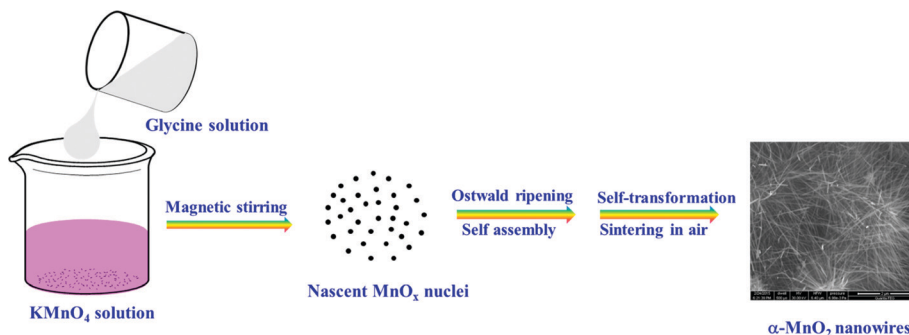 Glycine solution
KMnO4 solution
Magnetic stirring
Nascent MnOx nuclei
Ostwald ripening
Self assembly
Self-transformation
Sintering in air
α-MnO2 nanowires